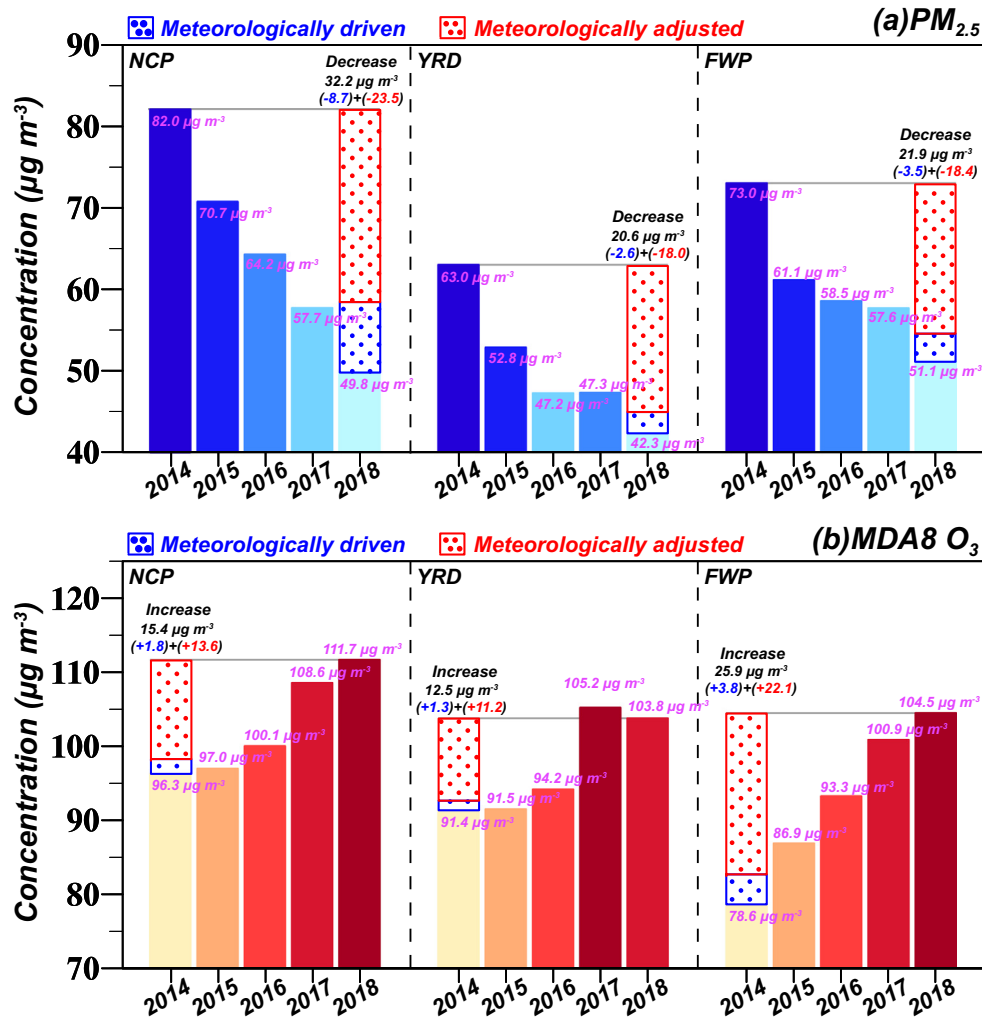 Meteorologically driven Meteorologically adjusted (a)PM2.5
Concentration (µg m-3)
90
80
70
60
50
40
NCP
Decrease
32.2 µg m-3
(-8.7)+(-23.5)
82.0 µg m-3
70.7 µg m-3
64.2 µg m-3
57.7 µg m-3
49.8 µg m-3
2014 2015 2016 2017 2018
YRD
Decrease
20.6 µg m-3
(-2.6)+(-18.0)
63.0 µg m-3
52.8 µg m-3
47.2 µg m-3
47.3 µg m-3
42.3 µg m-3
2014 2015 2016 2017 2018
FWP
Decrease
21.9 µg m-3
(-3.5)+(-18.4)
73.0 µg m-3
61.1 µg m-3
58.5 µg m-3
57.6 µg m-3
51.1 µg m-3
2014 2015 2016 2017 2018
Meteorologically driven Meteorologically adjusted (b)MDA8 O3
Concentration (µg m-3)
120
110
100
90
80
70
NCP
Increase
15.4 µg m-3
(+1.8)+(+13.6)
96.3 µg m-3
97.0 µg m-3
100.1 µg m-3
108.6 µg m-3
111.7 µg m-3
2014 2015 2016 2017 2018
YRD
Increase
12.5 µg m-3
(+1.3)+(+11.2)
91.4 µg m-3
91.5 µg m-3
94.2 µg m-3
105.2 µg m-3
103.8 µg m-3
2014 2015 2016 2017 2018
FWP
Increase
25.9 µg m-3
(+3.8)+(+22.1)
78.6 µg m-3
86.9 µg m-3
93.3 µg m-3
100.9 µg m-3
104.5 µg m-3
2014 2015 2016 2017 2018